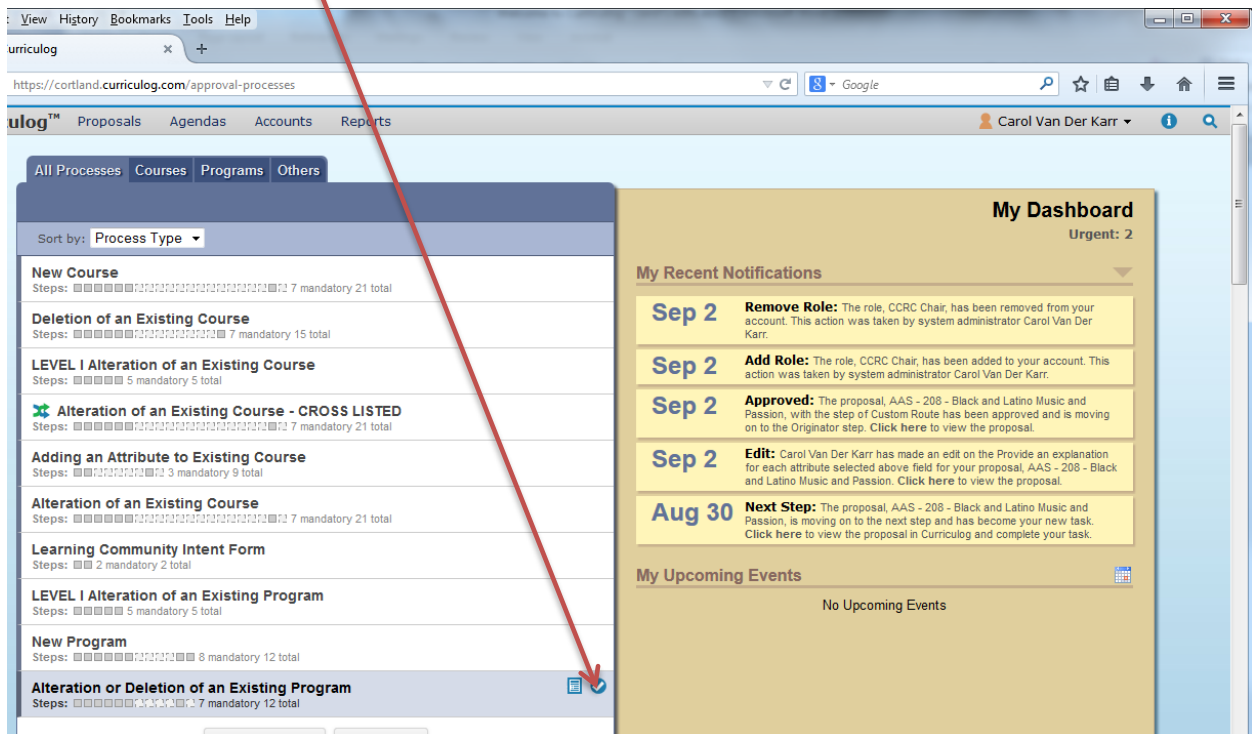 View History Bookmarks Tools Help
urriculog × +
https://cortland.curriculog.com/approval-processes
Google
ulog™ Proposals Agendas Accounts Reports
Carol Van Der Karr
All Processes Courses Programs Others
Sort by: Process Type
New Course
Steps: 7 mandatory 21 total
Deletion of an Existing Course
Steps: 7 mandatory 15 total
LEVEL I Alteration of an Existing Course
Steps: 5 mandatory 5 total
Alteration of an Existing Course - CROSS LISTED
Steps: 7 mandatory 21 total
Adding an Attribute to Existing Course
Steps: 3 mandatory 9 total
Alteration of an Existing Course
Steps: 7 mandatory 21 total
Learning Community Intent Form
Steps: 2 mandatory 2 total
LEVEL I Alteration of an Existing Program
Steps: 5 mandatory 5 total
New Program
Steps: 8 mandatory 12 total
Alteration or Deletion of an Existing Program
Steps: 7 mandatory 12 total
My Dashboard
Urgent: 2
My Recent Notifications
Sep 2
Remove Role: The role, CCRC Chair, has been removed from your
account. This action was taken by system administrator Carol Van Der
Karr.
Sep 2
Add Role: The role, CCRC Chair, has been added to your account. This
action was taken by system administrator Carol Van Der Karr.
Sep 2
Approved: The proposal, AAS - 208 - Black and Latino Music and
Passion, with the step of Custom Route has been approved and is moving
on to the Originator step. Click here to view the proposal.
Sep 2
Edit: Carol Van Der Karr has made an edit on the Provide an explanation
for each attribute selected above field for your proposal, AAS - 208 - Black
and Latino Music and Passion. Click here to view the proposal.
Aug 30
Next Step: The proposal, AAS - 208 - Black and Latino Music and
Passion, is moving on to the next step and has become your new task.
Click here to view the proposal in Curriculog and complete your task.
My Upcoming Events
No Upcoming Events